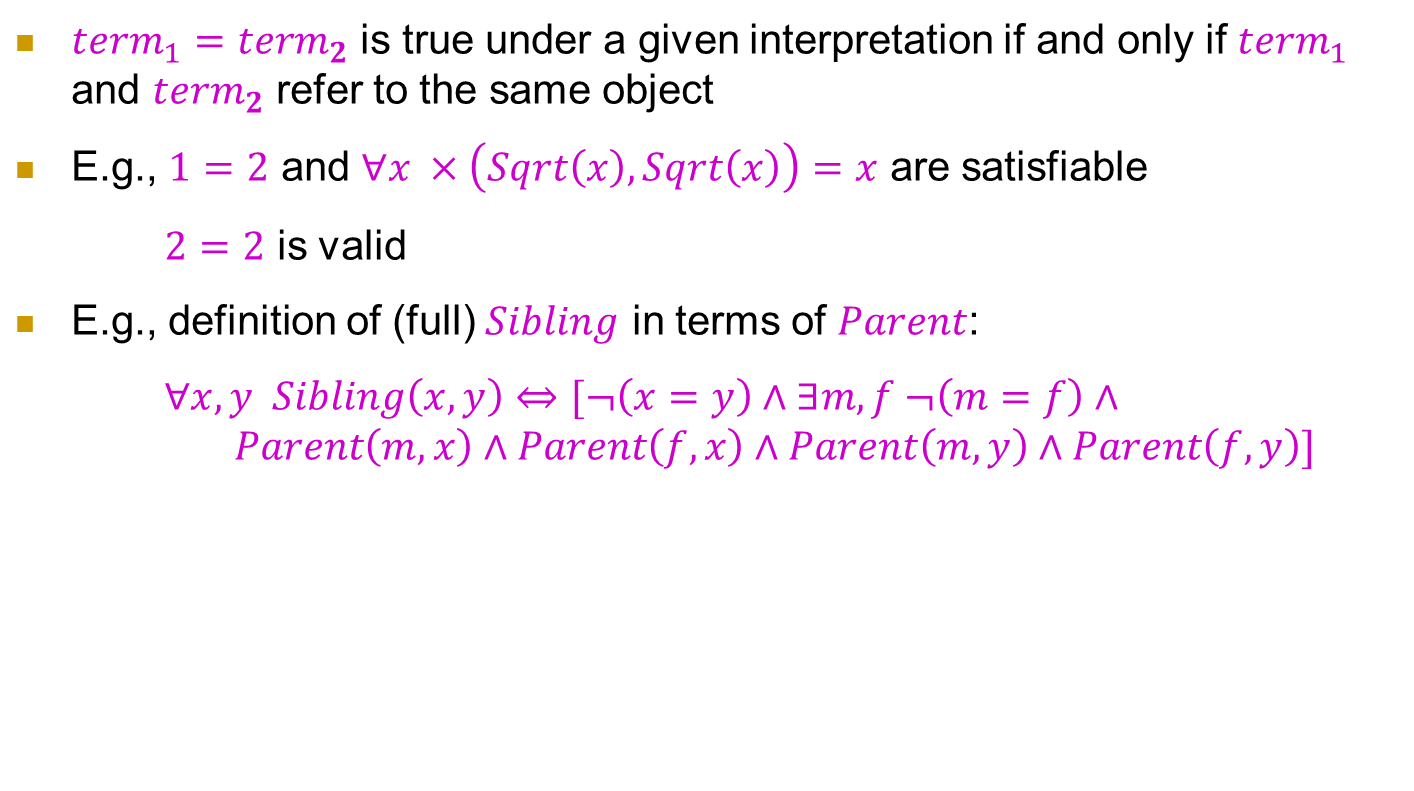 ▪ term₁ = term₂ is true under a given interpretation if and only if term₁
and term₂ refer to the same object
▪ E.g., 1 = 2 and ∀x ×(Sqrt(x), Sqrt(x)) = x are satisfiable
2 = 2 is valid
▪ E.g., definition of (full) Sibling in terms of Parent:
∀x, y Sibling(x, y) ⇔ [¬(x = y) ∧ ∃m, f ¬(m = f) ∧
Parent(m, x) ∧ Parent(f, x) ∧ Parent(m, y) ∧ Parent(f, y)]